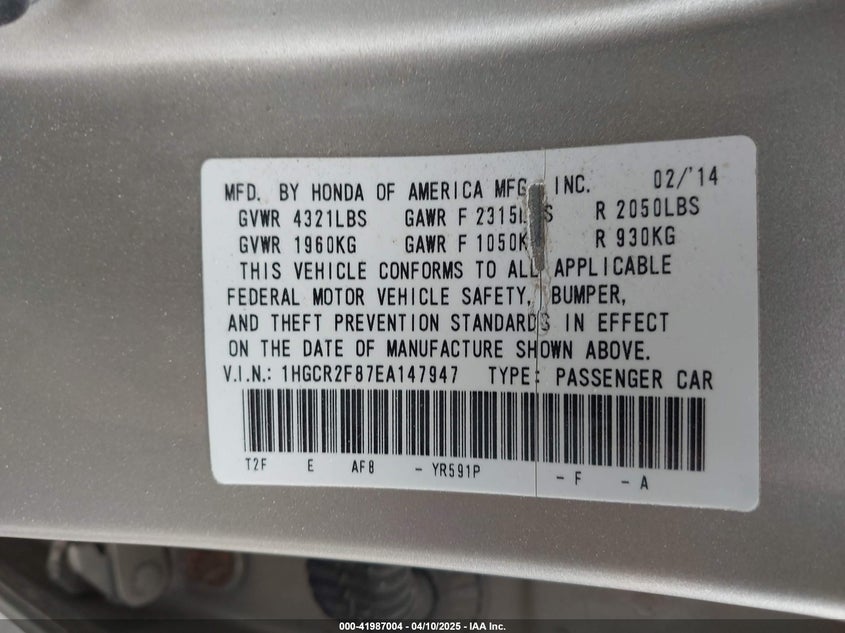 MFD. BY HONDA OF AMERICA MFG INC. 02/'14
GVWR 4321LBS GAWR F 2315L S R 2050LBS
GVWR 1960KG GAWR F 1050K R 930KG
THIS VEHICLE CONFORMS TO ALL APPLICABLE
FEDERAL MOTOR VEHICLE SAFETY, BUMPER,
AND THEFT PREVENTION STANDARDS IN EFFECT
ON THE DATE OF MANUFACTURE SHOWN ABOVE.
V.I.N.: 1HGCR2F87EA147947 TYPE: PASSENGER CAR
T2F E AF8 - YR591P - F - A
000-41987004 - 04/10/2025 - IAA Inc.